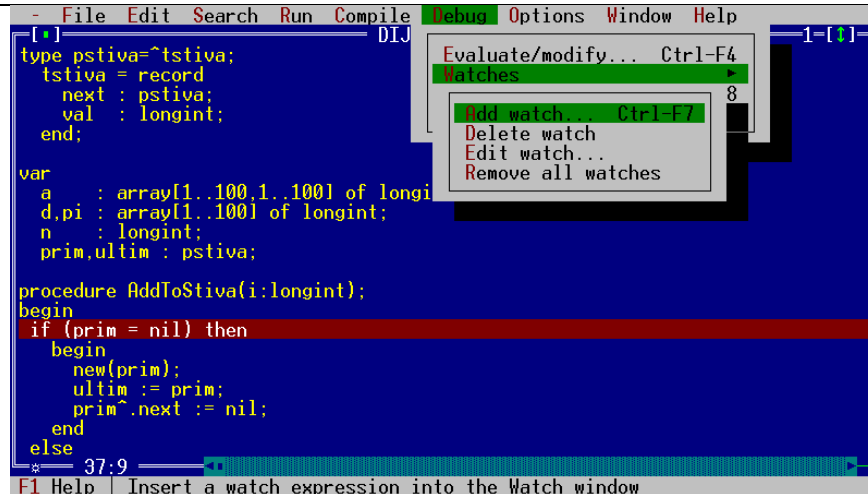 - File Edit Search Run Compile Debug Options Window Help
[•] DIJ 1-[↕]
type pstiva=^tstiva;
tstiva = record
next : pstiva;
val : longint;
end;
var
a : array[1..100,1..100] of longi
d,pi : array[1..100] of longint;
n : longint;
prim,ultim : pstiva;
procedure AddToStiva(i:longint);
begin
if (prim = nil) then
begin
new(prim);
ultim := prim;
prim^.next := nil;
end
else
37:9
Evaluate/modify... Ctrl-F4
Watches ►
8
Add watch... Ctrl-F7
Delete watch
Edit watch...
Remove all watches
F1 Help | Insert a watch expression into the Watch window